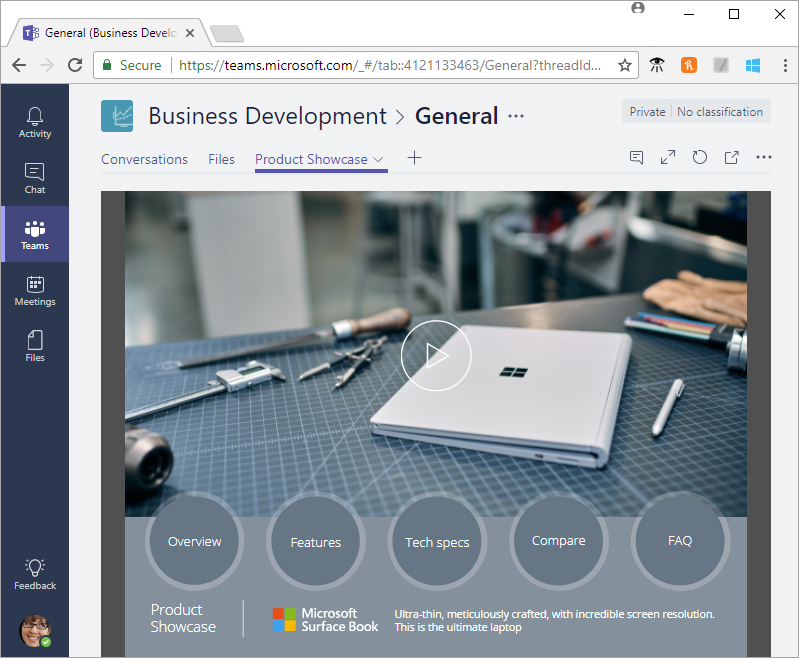 General (Business Develo
Secure
https://teams.microsoft.com/_#/tab::4121133463/General?threadId...
Activity
Chat
Teams
Meetings
Files
Feedback
Business Development > General ...
Private
No classification
Conversations
Files
Product Showcase
Overview
Features
Tech specs
Compare
FAQ
Product
Showcase
Microsoft
Surface Book
Ultra-thin, meticulously crafted, with incredible screen resolution.
This is the ultimate laptop